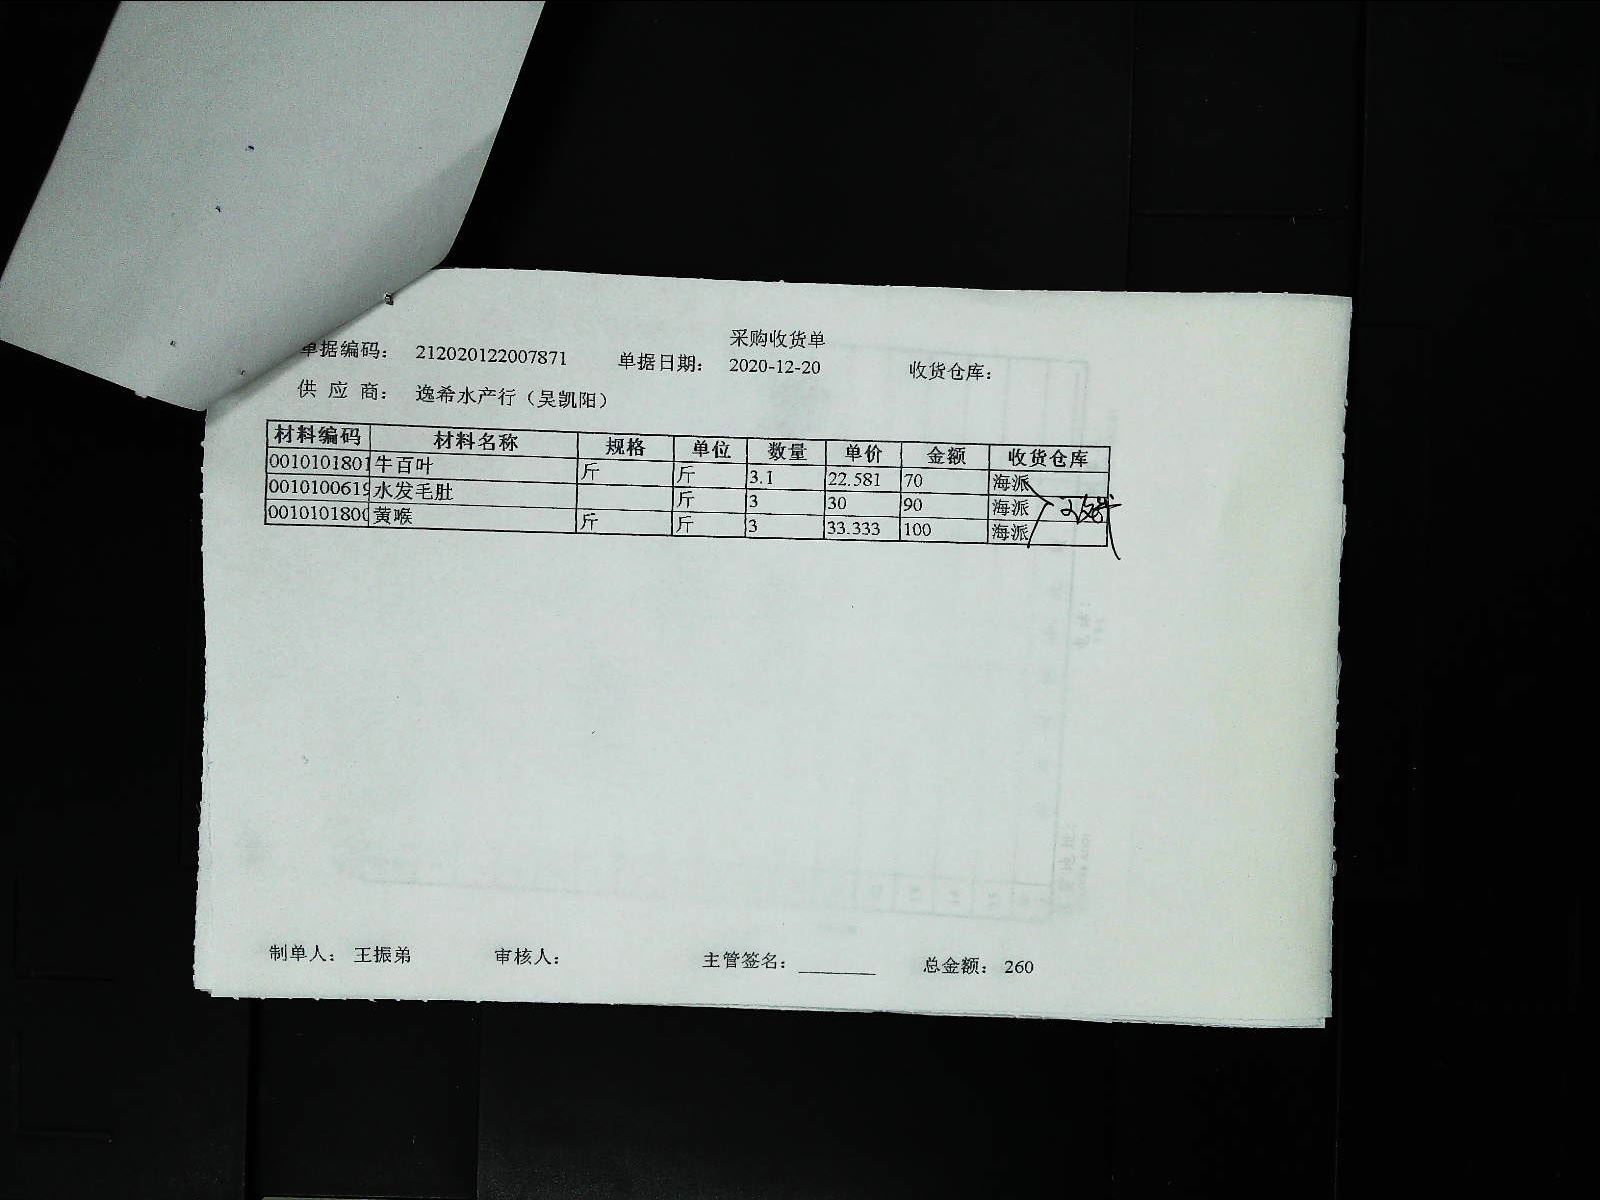 采购收货单
单据编码： 212020122007871 单据日期： 2020-12-20 收货仓库：
供 应 商： 逸希水产行（吴凯阳）
材料编码 材料名称 规格 单位 数量 单价 金额 收货仓库
0010101801 牛百叶 斤 斤 3.1 22.581 70 海派
0010100619 水发毛肚 斤 3 30 90 海派
001010180 黄喉 斤 斤 3 33.333 100 海派
制单人： 王振弟 审核人： 主管签名： ________ 总金额： 260